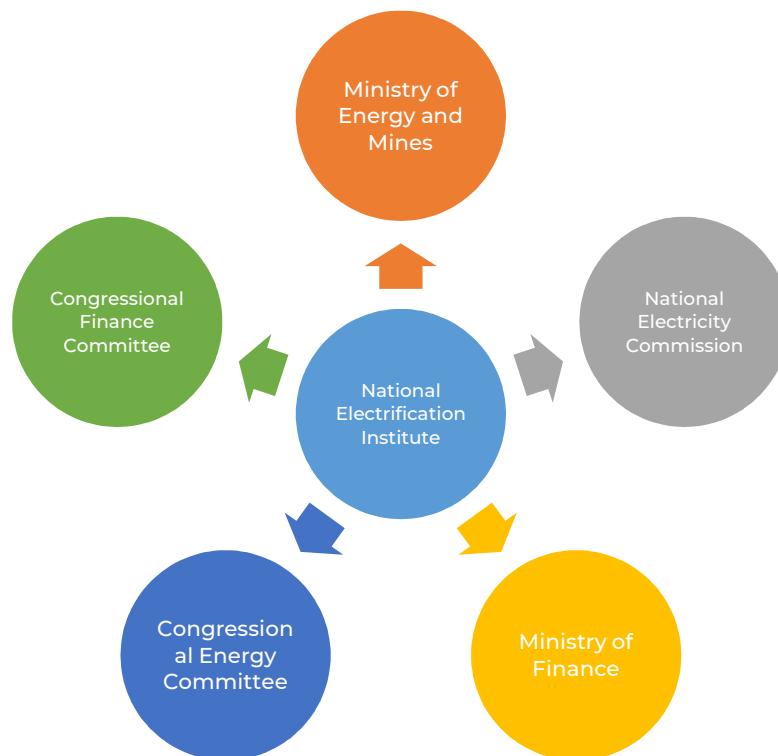 Ministry of
Energy and
Mines
Congressional
Finance
Committee
National
Electricity
Commission
National
Electrification
Institute
Congression
al Energy
Committee
Ministry of
Finance